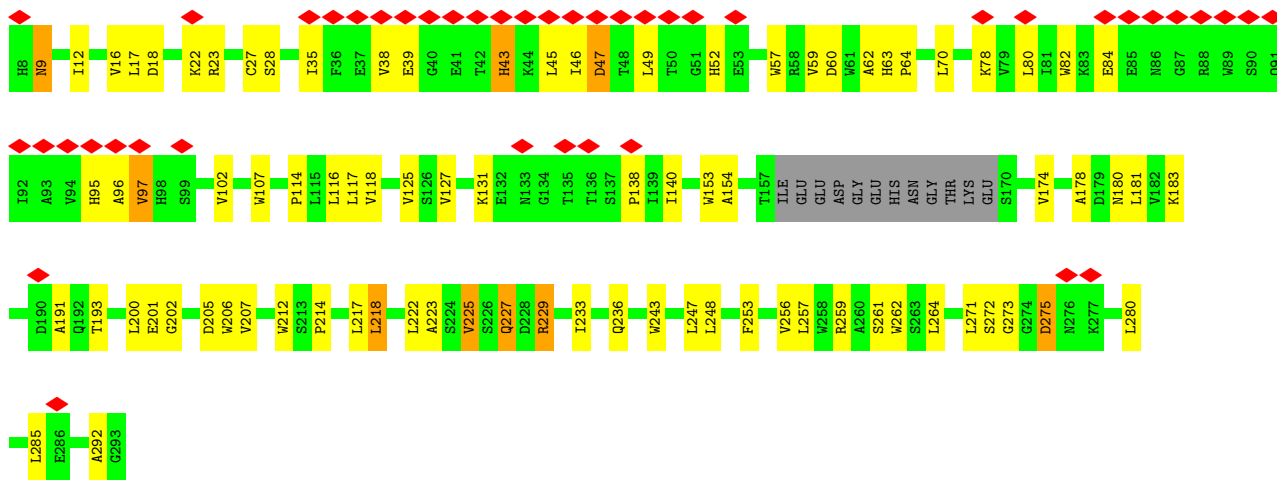 H8 N9 I12 V16 L17 D18 K22 R23 C27 S28 I35 F36 E37 V38 E39 G40 E41 T42 H43 K44 L45 I46 D47 T48 L49 T50 G51 H52 E53 W57 R58 V59 D60 W61 A62 H63 P64 L70 K78 V79 L80 I81 W82 K83 E84 E85 N86 G87 R88 W89 S90 D91
I92 A93 V94 H95 A96 V97 H98 S99 V102 W107 P114 L115 L116 L117 V118 V125 S126 V127 K131 E132 N133 G134 T135 T136 S137 P138 I139 I140 W153 A154 T157 ILE GLU GLU ASP GLY GLU HIS ASN GLY THR LYS GLU S170 V174 A178 D179 N180 L181 V182 K183
D190 A191 Q192 T193 L200 E201 G202 D205 W206 V207 W212 S213 P214 L217 L218 L222 A223 S224 V225 S226 Q227 D228 R229 I233 Q236 W243 L247 L248 F253 V256 L257 W258 R259 A260 S261 W262 S263 L264 L271 S272 G273 G274 D275 N276 K277 L280
L285 E286 A292 G293